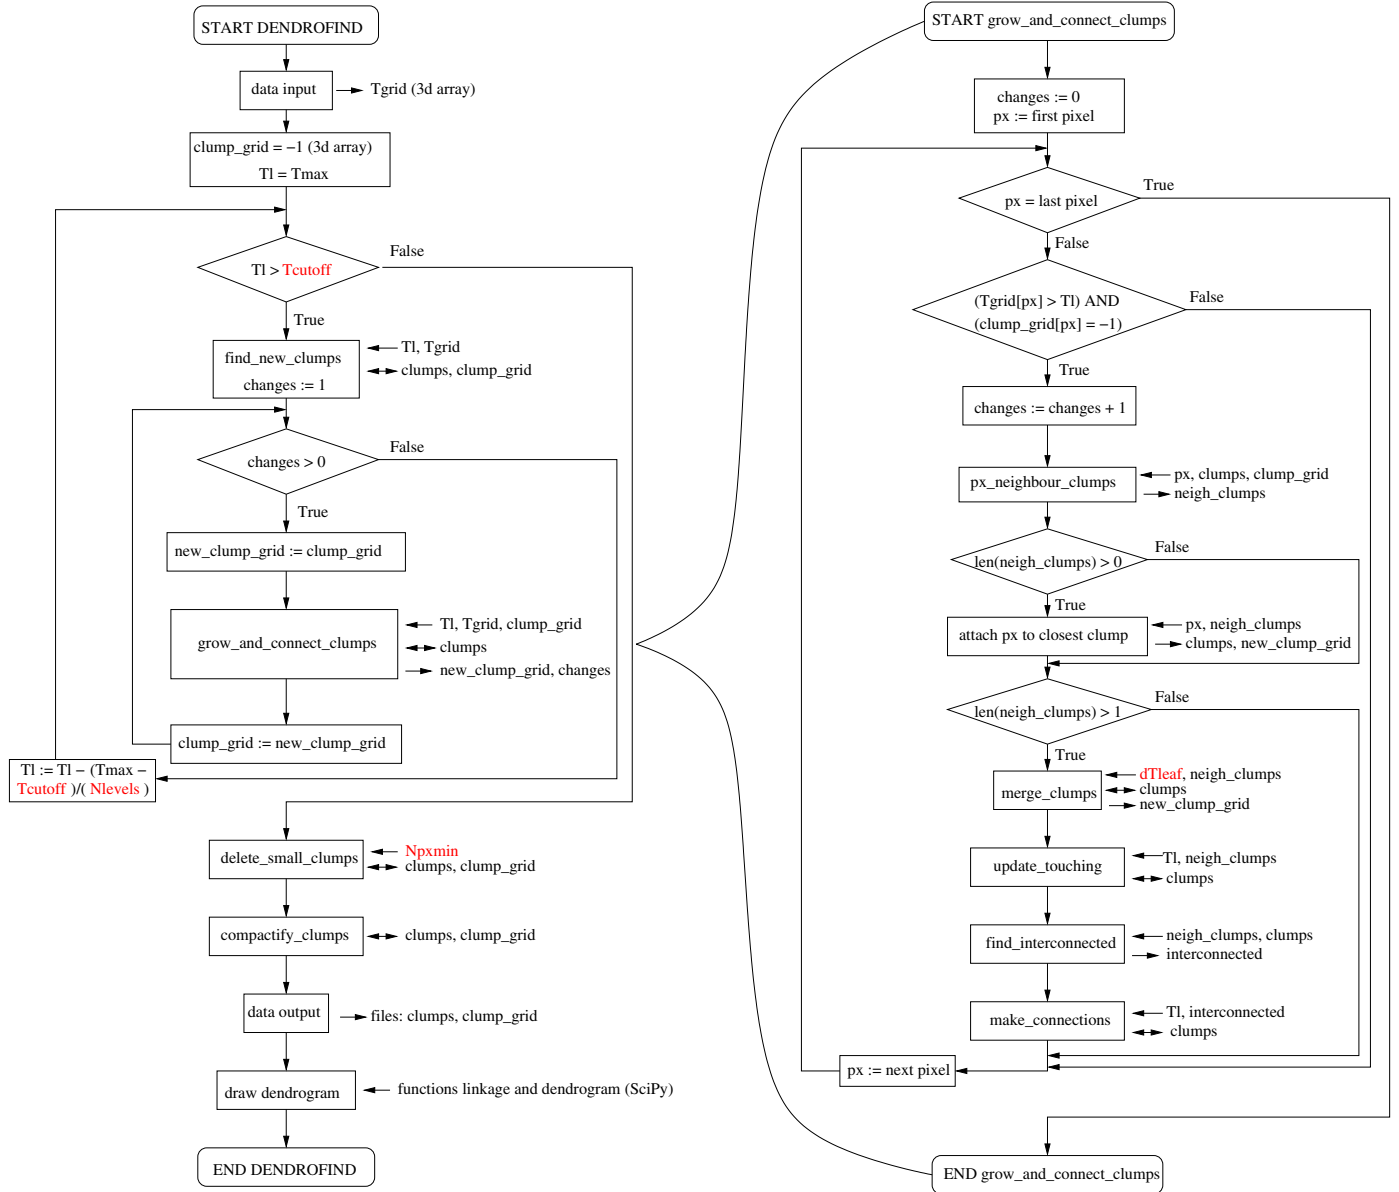 START DENDROFIND
data input
Tgrid (3d array)
clump_grid = −1 (3d array)
Tl = Tmax
Tl > Tcutoff
False
True
find_new_clumps
changes := 1
Tl, Tgrid
clumps, clump_grid
changes > 0
False
True
new_clump_grid := clump_grid
grow_and_connect_clumps
Tl, Tgrid, clump_grid
clumps
new_clump_grid, changes
clump_grid := new_clump_grid
Tl := Tl − (Tmax −
Tcutoff )/( Nlevels )
delete_small_clumps
Npxmin
clumps, clump_grid
compactify_clumps
clumps, clump_grid
data output
files: clumps, clump_grid
draw dendrogram
functions linkage and dendrogram (SciPy)
END DENDROFIND
START grow_and_connect_clumps
changes := 0
px := first pixel
px = last pixel
True
False
(Tgrid[px] > Tl) AND
(clump_grid[px] = −1)
False
True
changes := changes + 1
px_neighbour_clumps
px, clumps, clump_grid
neigh_clumps
len(neigh_clumps) > 0
False
True
attach px to closest clump
px, neigh_clumps
clumps, new_clump_grid
len(neigh_clumps) > 1
False
True
merge_clumps
dTleaf, neigh_clumps
clumps
new_clump_grid
update_touching
Tl, neigh_clumps
clumps
find_interconnected
neigh_clumps, clumps
interconnected
make_connections
Tl, interconnected
clumps
px := next pixel
END grow_and_connect_clumps